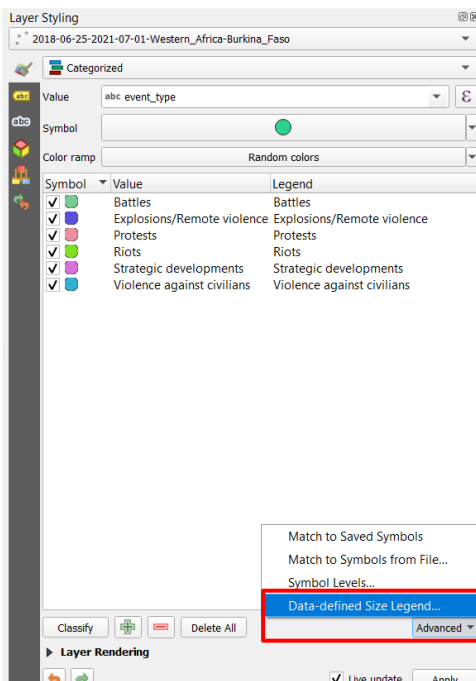 Layer Styling
2018-06-25-2021-07-01-Western_Africa-Burkina_Faso
Categorized
Value abc event_type ε
Symbol
Color ramp Random colors
Symbol Value Legend
Battles Battles
Explosions/Remote violence Explosions/Remote violence
Protests Protests
Riots Riots
Strategic developments Strategic developments
Violence against civilians Violence against civilians
Match to Saved Symbols
Match to Symbols from File...
Symbol Levels...
Data-defined Size Legend...
Classify Delete All Advanced
Layer Rendering
Live update Apply